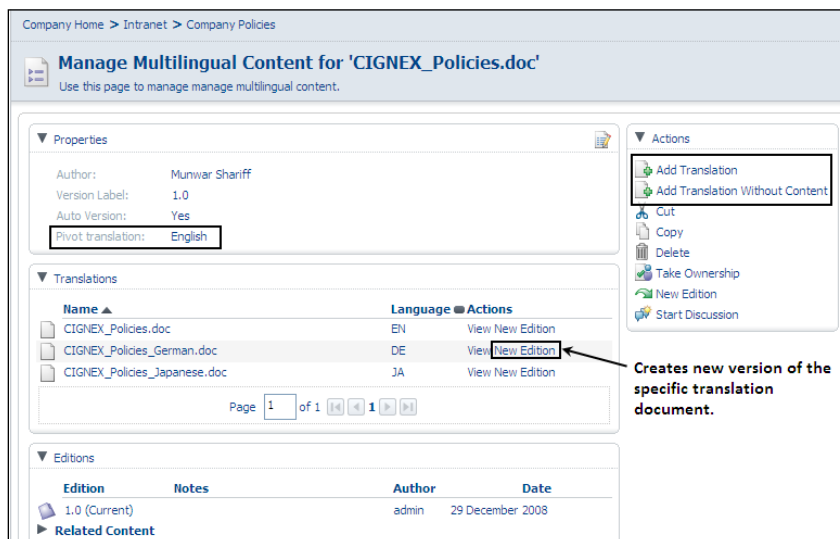 Company Home > Intranet > Company Policies
Manage Multilingual Content for 'CIGNEX_Policies.doc'
Use this page to manage manage multilingual content.
Properties
Author: Munwar Shariff
Version Label: 1.0
Auto Version: Yes
Pivot translation: English
Translations
Name Language Actions
CIGNEX_Policies.doc EN View New Edition
CIGNEX_Policies_German.doc DE View New Edition
CIGNEX_Policies_Japanese.doc JA View New Edition
Page 1 of 1 1
Editions
Edition Notes Author Date
1.0 (Current) admin 29 December 2008
Related Content
Actions
Add Translation
Add Translation Without Content
Cut
Copy
Delete
Take Ownership
New Edition
Start Discussion
Creates new version of the
specific translation
document.